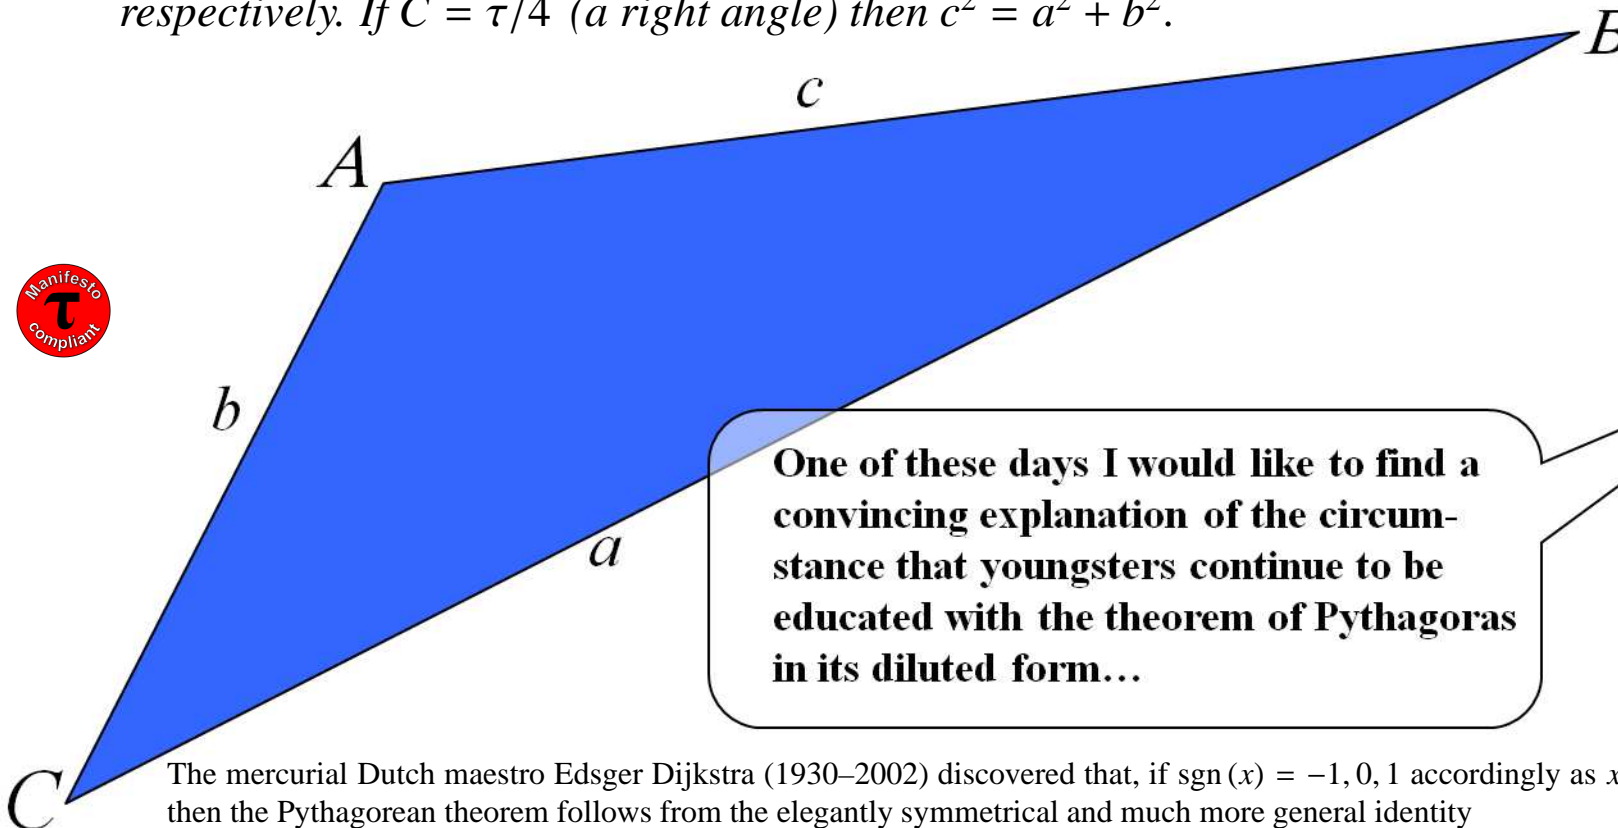 respectively. If C = τ/4 (a right angle) then c² = a² + b².
B
c
A
Manifesto
τ
compliant
b
One of these days I would like to find a
convincing explanation of the circum-
stance that youngsters continue to be
educated with the theorem of Pythagoras
in its diluted form…
a
C
The mercurial Dutch maestro Edsger Dijkstra (1930–2002) discovered that, if sgn (x) = −1, 0, 1 accordingly as x
then the Pythagorean theorem follows from the elegantly symmetrical and much more general identity